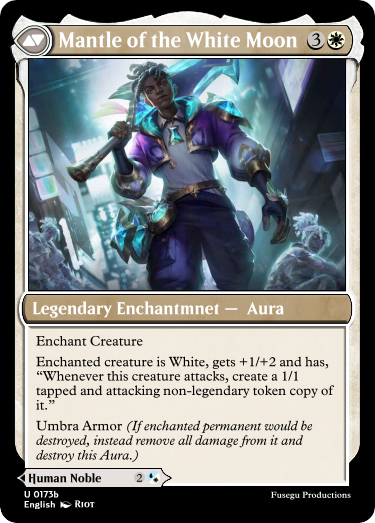 Mantle of the White Moon 3
Legendary Enchantmnet — Aura
Enchant Creature
Enchanted creature is White, gets +1/+2 and has,
“Whenever this creature attacks, create a 1/1
tapped and attacking non-legendary token copy of
it.”
Umbra Armor (If enchanted permanent would be
destroyed, instead remove all damage from it and
destroy this Aura.)
Human Noble 2
U 0173b
Fusegu Productions
English RIOT